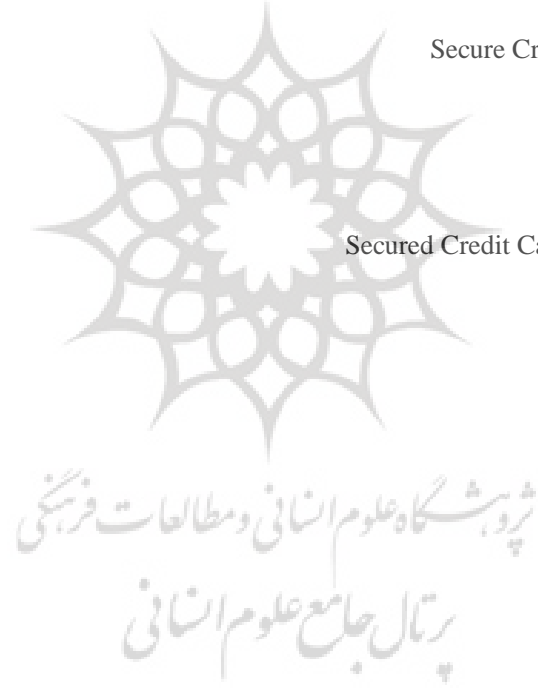 Secure Cr
Secured Credit Ca
پژوهشگاه علوم انسانی و مطالعات فرهنگی
پرتال جامع علوم انسانی